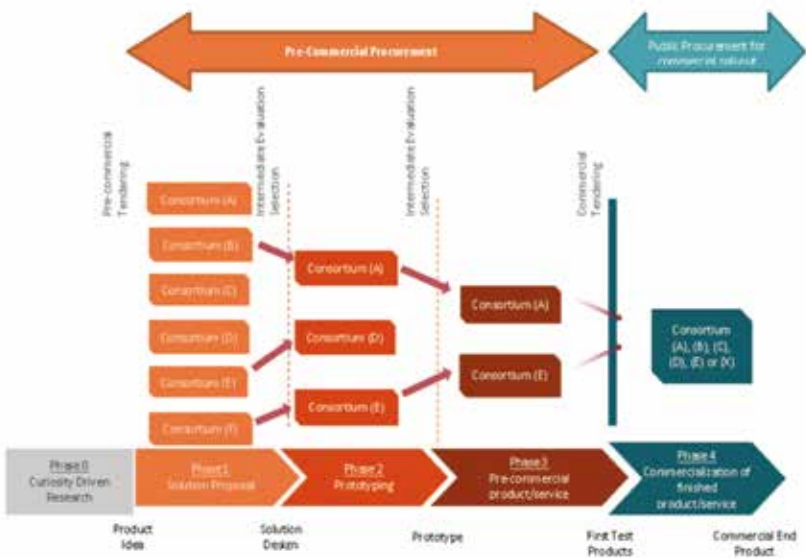 Pre-Commercial Procurement
Public Procurement for
commercial roll-out
Pre-commercial
Tendering
Intermediate Evaluation
Selection
Intermediate Evaluation
Selection
Commercial
Tendering
Consortium (A)
Consortium (B)
Consortium (C)
Consortium (D)
Consortium (E)
Consortium (F)
Consortium (A)
Consortium (D)
Consortium (E)
Consortium (A)
Consortium (E)
Consortium
(A), (B), (C),
(D), (E) or (X)
Phase 0
Curiosity Driven
Research
Phase 1
Solution Proposal
Phase 2
Prototyping
Phase 3
Pre-commercial
product/service
Phase 4
Commercialization of
finished
product/service
Product
Idea
Solution
Design
Prototype
First Test
Products
Commercial End
Product